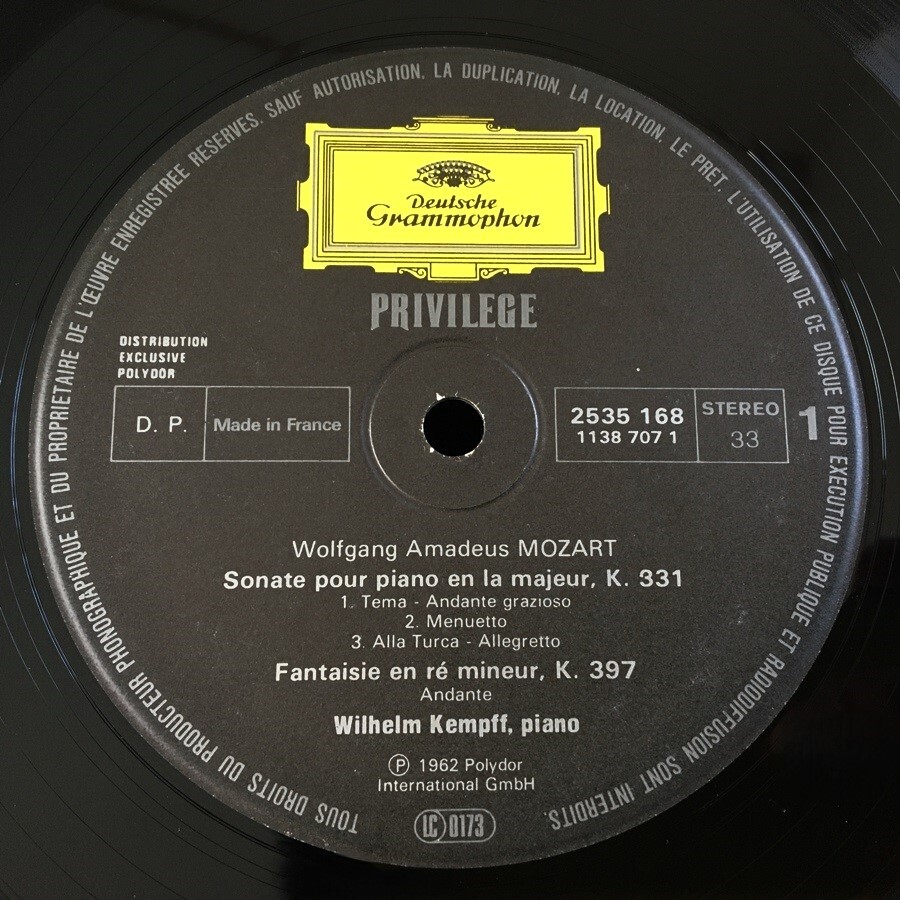 TOUS DROITS DU PRODUCTEUR PHONOGRAPHIQUE ET DU PROPRIETAIRE DE L'ŒUVRE ENREGISTREE RESERVES. SAUF AUTORISATION, LA DUPLICATION, LA LOCATION, LE PRET, L'UTILISATION DE CE DISQUE POUR EXECUTION PUBLIQUE ET RADIODIFFUSION SONT INTERDITS.
Deutsche
Grammophon
PRIVILEGE
DISTRIBUTION
EXCLUSIVE
POLYDOR
D. P. Made in France
2535 168
1138 707 1
STEREO
33
1
Wolfgang Amadeus MOZART
Sonate pour piano en la majeur, K. 331
1. Tema - Andante grazioso
2. Menuetto
3. Alla Turca - Allegretto
Fantaisie en ré mineur, K. 397
Andante
Wilhelm Kempff, piano
Ⓟ 1962 Polydor
International GmbH
LC 0173